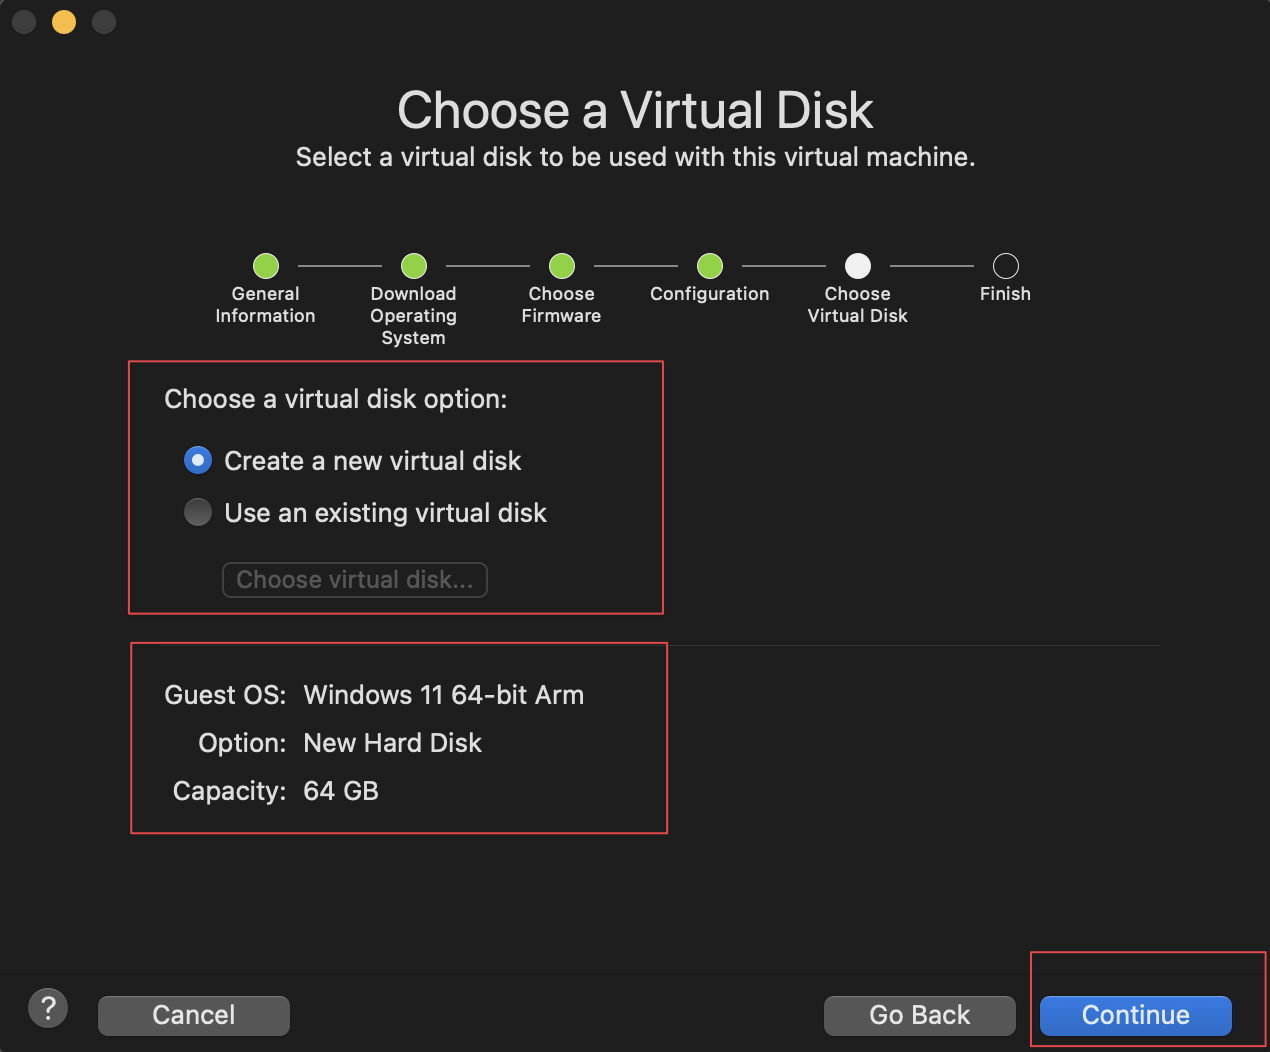 Choose a Virtual Disk
Select a virtual disk to be used with this virtual machine.
General
Information
Download
Operating
System
Choose
Firmware
Configuration
Choose
Virtual Disk
Finish
Choose a virtual disk option:
Create a new virtual disk
Use an existing virtual disk
Choose virtual disk...
Guest OS: Windows 11 64-bit Arm
Option: New Hard Disk
Capacity: 64 GB
?
Cancel
Go Back
Continue